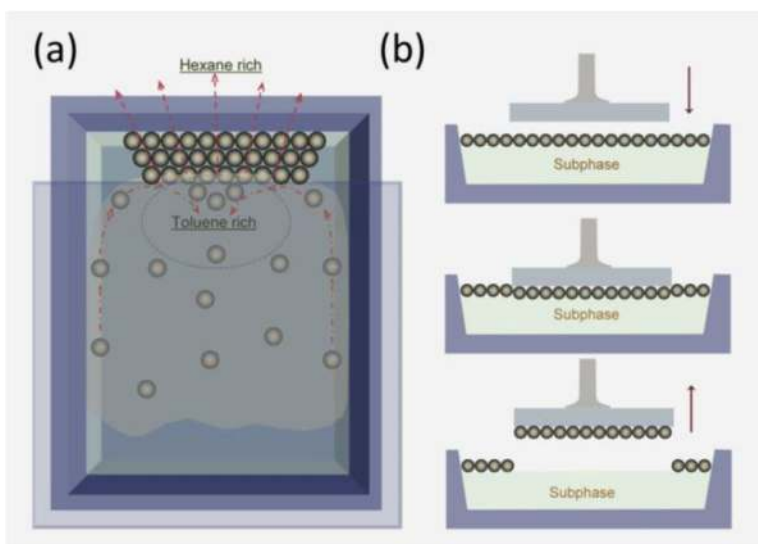 (a)
Hexane rich
Toluene rich
(b)
Subphase
Subphase
Subphase